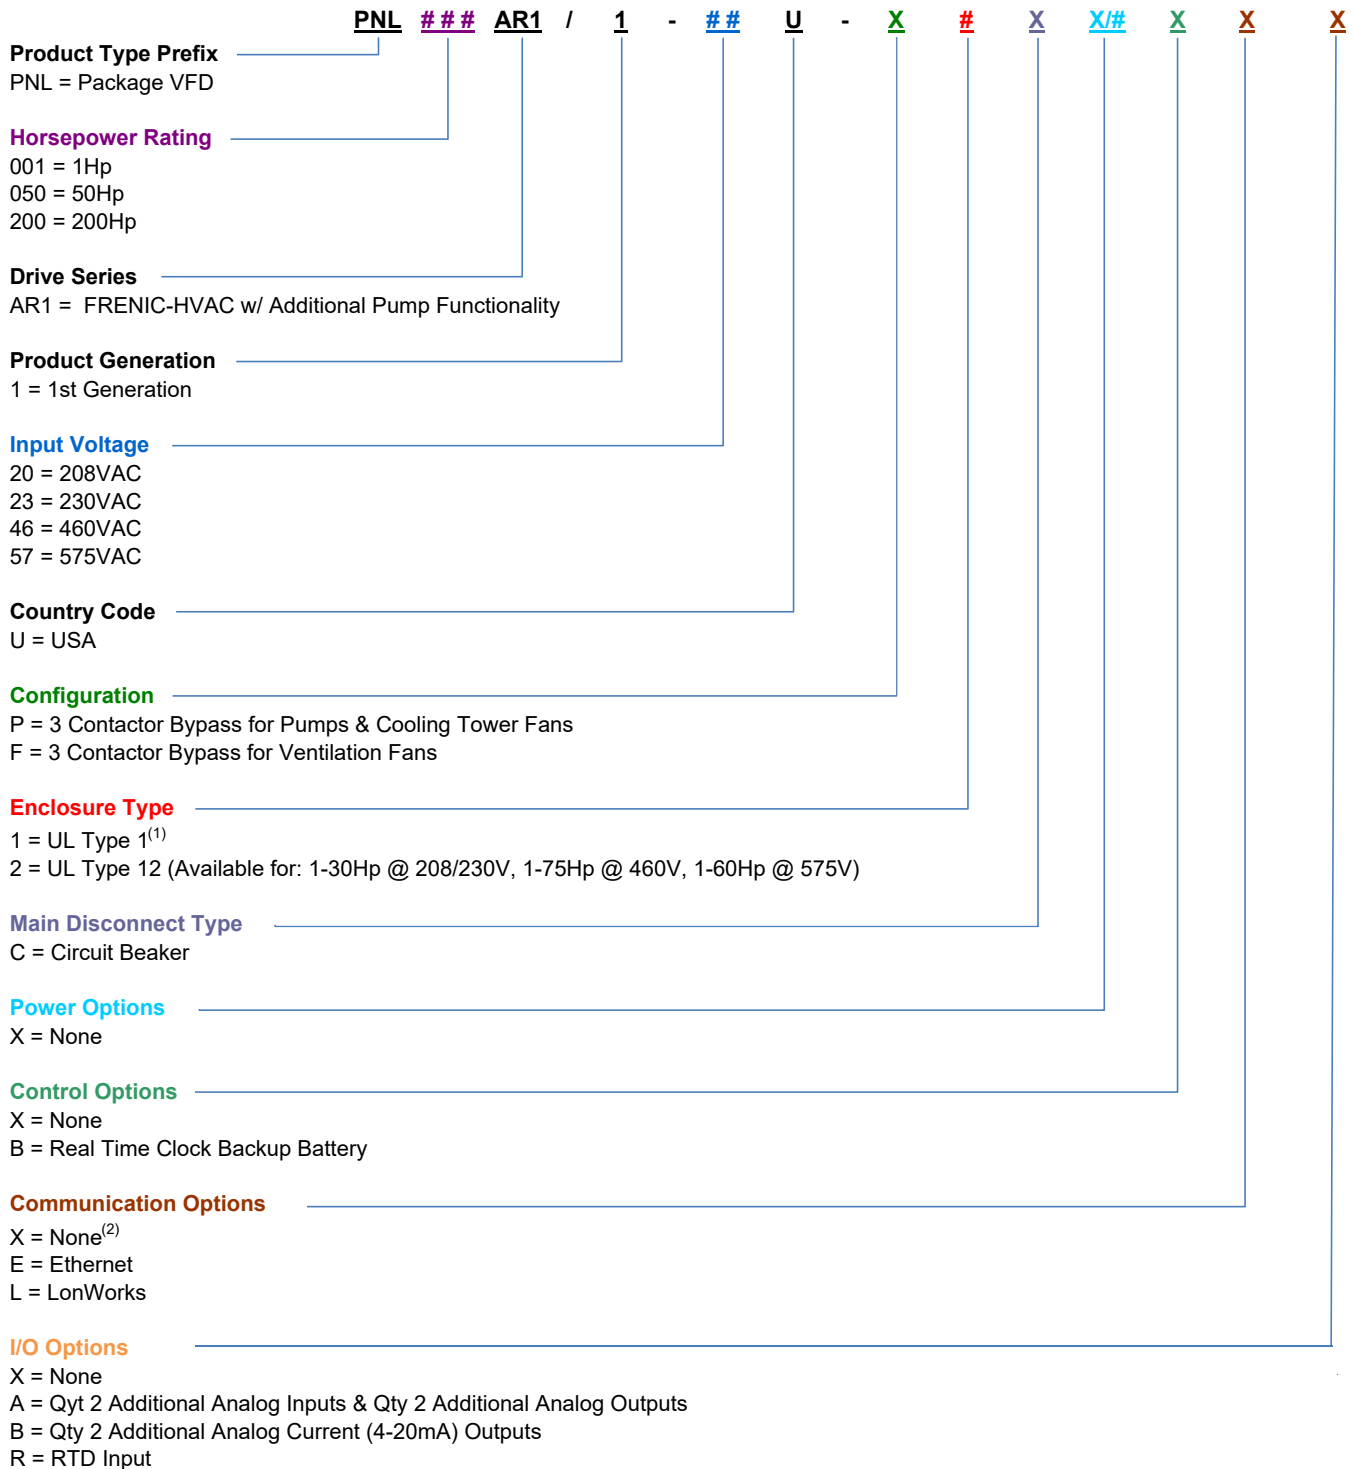 PNL # # # AR1 / 1 - # # U - X # X X/# X X X
Product Type Prefix
PNL = Package VFD
Horsepower Rating
001 = 1Hp
050 = 50Hp
200 = 200Hp
Drive Series
AR1 = FRENIC-HVAC w/ Additional Pump Functionality
Product Generation
1 = 1st Generation
Input Voltage
20 = 208VAC
23 = 230VAC
46 = 460VAC
57 = 575VAC
Country Code
U = USA
Configuration
P = 3 Contactor Bypass for Pumps & Cooling Tower Fans
F = 3 Contactor Bypass for Ventilation Fans
Enclosure Type
1 = UL Type 1(1)
2 = UL Type 12 (Available for: 1-30Hp @ 208/230V, 1-75Hp @ 460V, 1-60Hp @ 575V)
Main Disconnect Type
C = Circuit Beaker
Power Options
X = None
Control Options
X = None
B = Real Time Clock Backup Battery
Communication Options
X = None(2)
E = Ethernet
L = LonWorks
I/O Options
X = None
A = Qyt 2 Additional Analog Inputs & Qty 2 Additional Analog Outputs
B = Qty 2 Additional Analog Current (4-20mA) Outputs
R = RTD Input